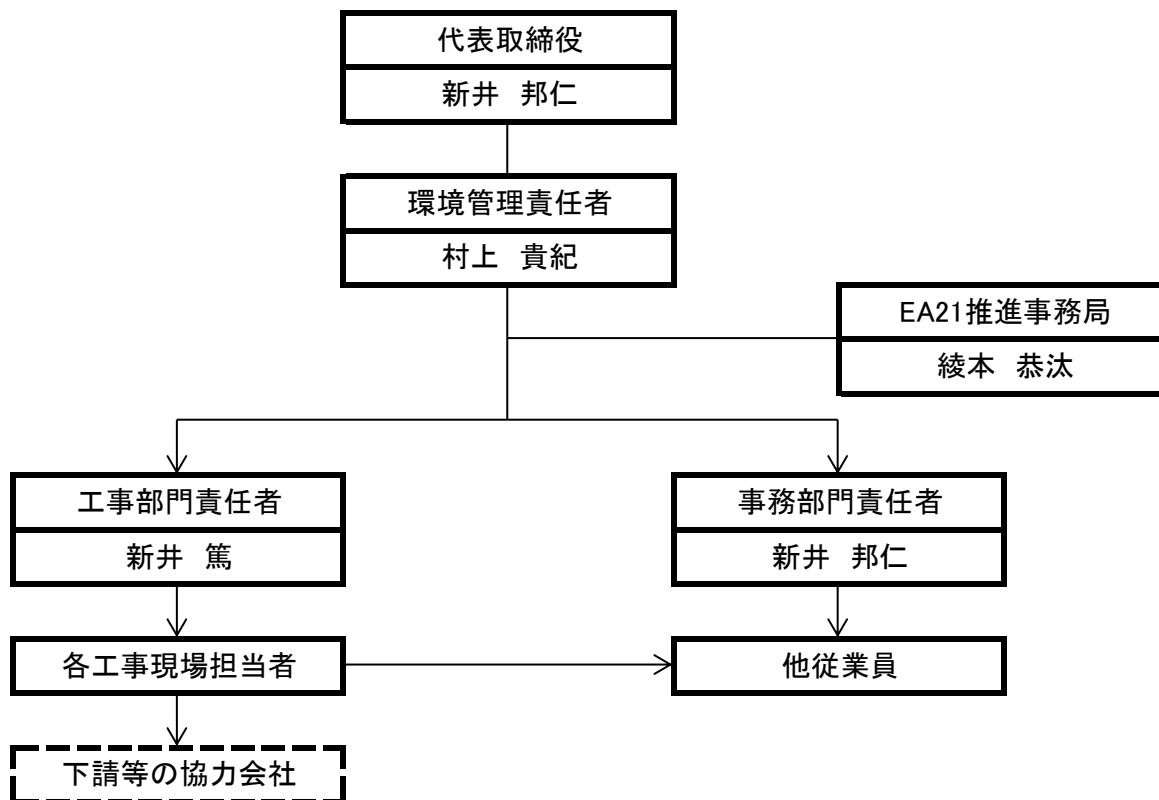 代表取締役
新井　邦仁
環境管理責任者
村上　貴紀
EA21推進事務局
綾本　恭汰
工事部門責任者
新井　篤
事務部門責任者
新井　邦仁
各工事現場担当者
他従業員
下請等の協力会社